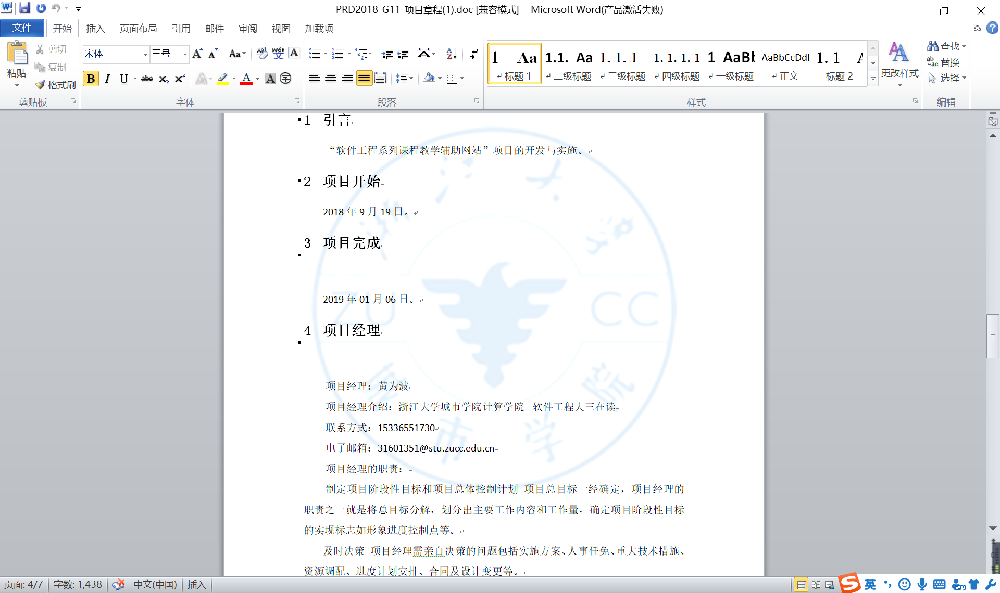 PRD2018-G11-项目章程(1).doc [兼容模式] - Microsoft Word(产品激活失败)
文件 开始 插入 页面布局 引用 邮件 审阅 视图 加载项
粘贴 剪切 复制 格式刷
宋体 三号
1 Aa 1.1. Aa 1. 1. 1 1. 1. 1. 1 1 AaBb AaBbCcDdI 1. 1 A
标题 1 二级标题 三级标题 四级标题 一级标题 正文 标题 2
更改样式
查找 替换 选择
剪贴板 字体 段落 样式 编辑
1 引言
“软件工程系列课程教学辅助网站”项目的开发与实施。
2 项目开始
2018 年 9 月 19 日。
3 项目完成
2019 年 01 月 06 日。
4 项目经理
项目经理：黄为波
项目经理介绍：浙江大学城市学院计算学院 软件工程大三在读
联系方式：15336551730
电子邮箱：31601351@stu.zucc.edu.cn
项目经理的职责：
制定项目阶段性目标和项目总体控制计划 项目总目标一经确定，项目经理的
职责之一就是将总目标分解，划分出主要工作内容和工作量，确定项目阶段性目标
的实现标志如形象进度控制点等。
及时决策 项目经理需亲自决策的问题包括实施方案、人事任免、重大技术措施、
资源调配、进度计划安排、合同及设计变更等。
ZU CC
浙江大学
城市学院
页面: 4/7 字数: 1,438 中文(中国) 插入
英